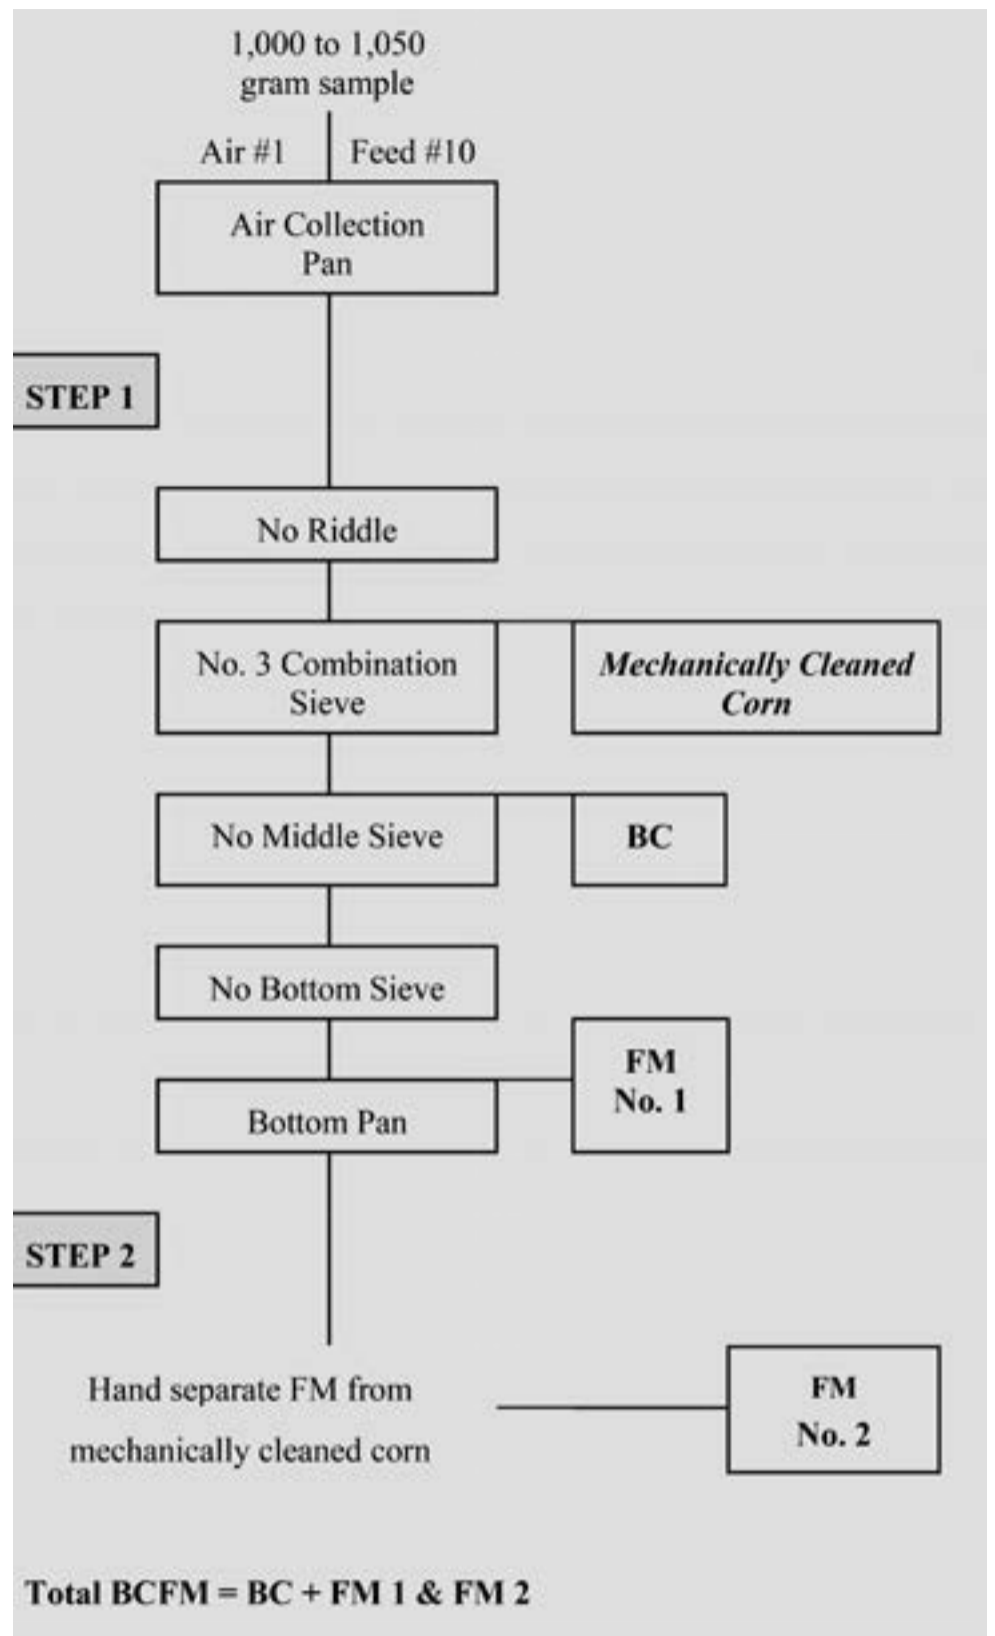 1,000 to 1,050
gram sample
Air #1
Feed #10
Air Collection
Pan
STEP 1
No Riddle
No. 3 Combination
Sieve
Mechanically Cleaned
Corn
No Middle Sieve
BC
No Bottom Sieve
FM
No. 1
Bottom Pan
STEP 2
Hand separate FM from
mechanically cleaned corn
FM
No. 2
Total BCFM = BC + FM 1 & FM 2